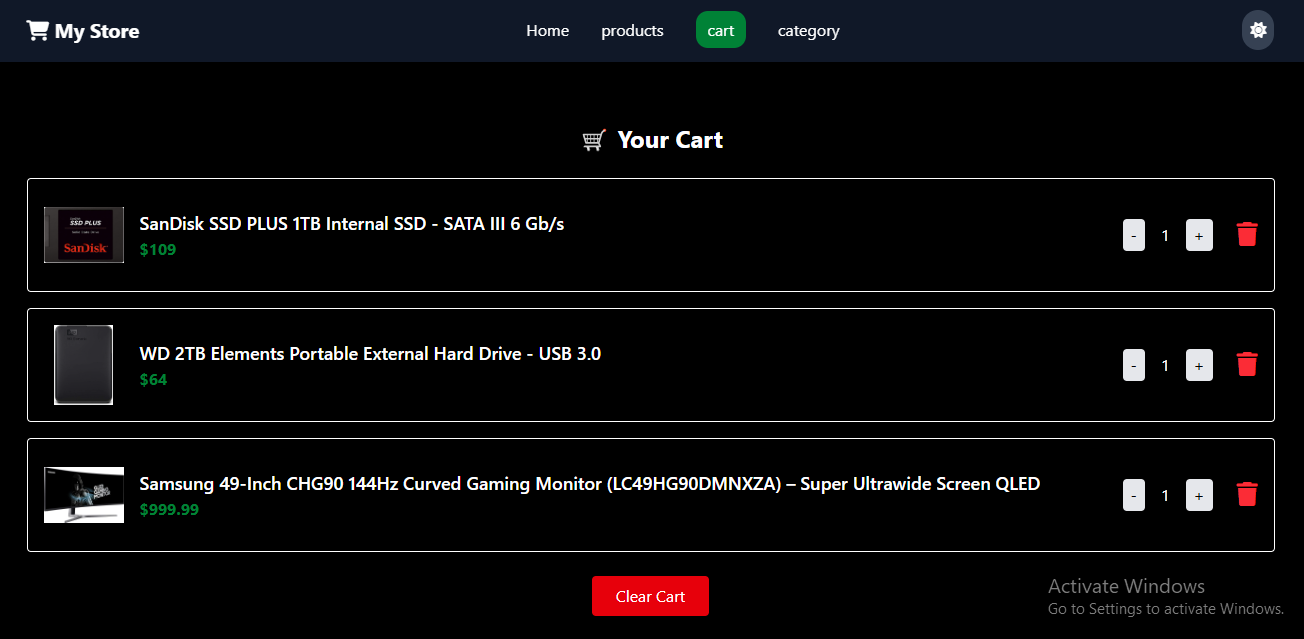 My Store
Home
products
cart
category
Your Cart
SSD PLUS
SanDisk
SanDisk SSD PLUS 1TB Internal SSD - SATA III 6 Gb/s
$109
-
1
+
WD 2TB Elements Portable External Hard Drive - USB 3.0
$64
-
1
+
Samsung 49-Inch CHG90 144Hz Curved Gaming Monitor (LC49HG90DMNXZA) – Super Ultrawide Screen QLED
$999.99
-
1
+
Clear Cart
Activate Windows
Go to Settings to activate Windows.